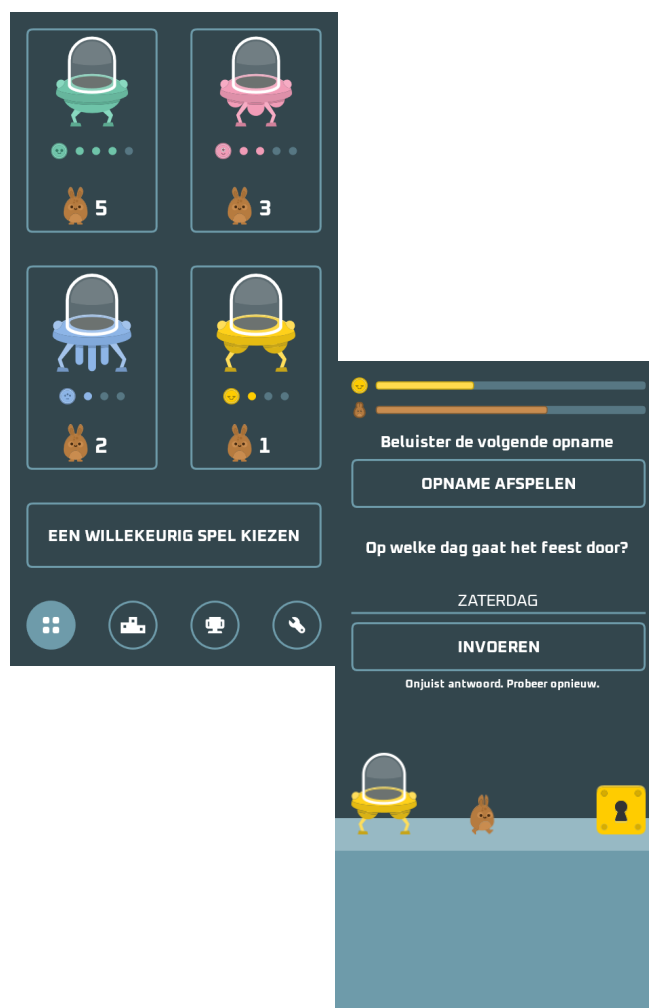 5
3
2
1
EEN WILLEKEURIG SPEL KIEZEN
Beluister de volgende opname
OPNAME AFSPELEN
Op welke dag gaat het feest door?
ZATERDAG
INVOEREN
Onjuist antwoord. Probeer opnieuw.